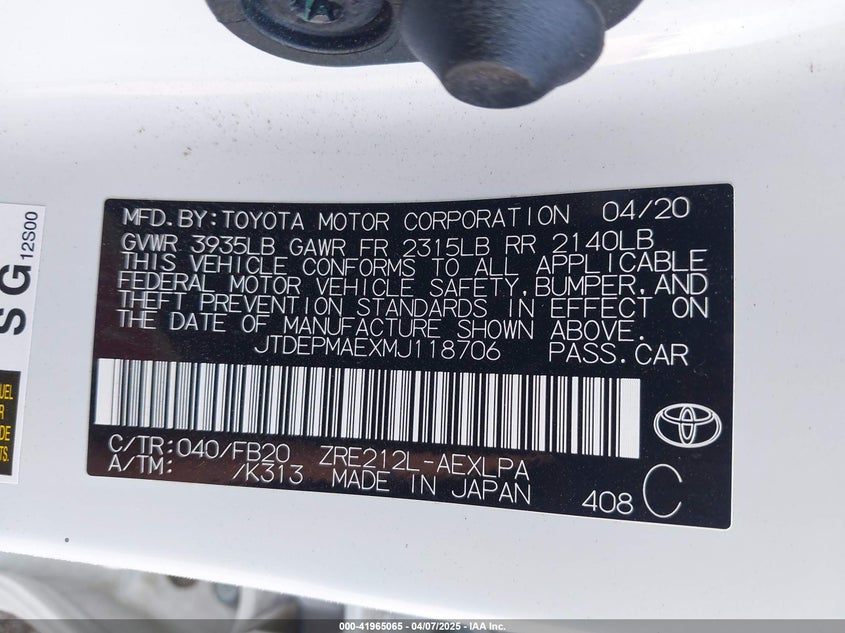 MFD. BY: TOYOTA MOTOR CORPORATION 04/20
GVWR 3935LB GAWR FR 2315LB RR 2140LB
THIS VEHICLE CONFORMS TO ALL APPLICABLE
FEDERAL MOTOR VEHICLE SAFETY, BUMPER, AND
THEFT PREVENTION STANDARDS IN EFFECT ON
THE DATE OF MANUFACTURE SHOWN ABOVE.
JTDEPMAEXMJ118706 PASS. CAR
C/TR: 040/FB20 ZRE212L-AEXLPA
A/TM: /K313 MADE IN JAPAN
408 C
SG
12S00
000-41965065 | 04/07/2025 - IAA Inc.